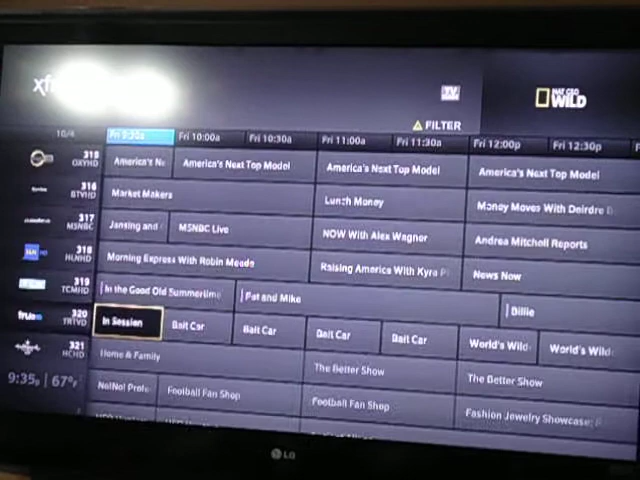 xf
TV
NAT GEO
WILD
FILTER
10/4 Fri 9:30a Fri 10:00a Fri 10:30a Fri 11:00a Fri 11:30a Fri 12:00p Fri 12:30p
315 OXYHD America's Ne America's Next Top Model America's Next Top Model America's Next Top Model
316 BTVHD Market Makers Lunch Money Money Moves With Deirdre B
317 MSNBC Jansing and MSNBC Live NOW With Alex Wagner Andrea Mitchell Reports
318 HLNHD Morning Express With Robin Meade Raising America With Kyra P News Now
319 TCMHD In the Good Old Summertime Pat and Mike Billie
truTV 320 TRTVD In Session Bait Car Bait Car Bait Car Bait Car World's Wild World's Wild
321 HCHD Home & Family The Better Show The Better Show
9:35p | 67°F NoNo! Profe Football Fan Shop Football Fan Shop Fashion Jewelry Showcase:
LG